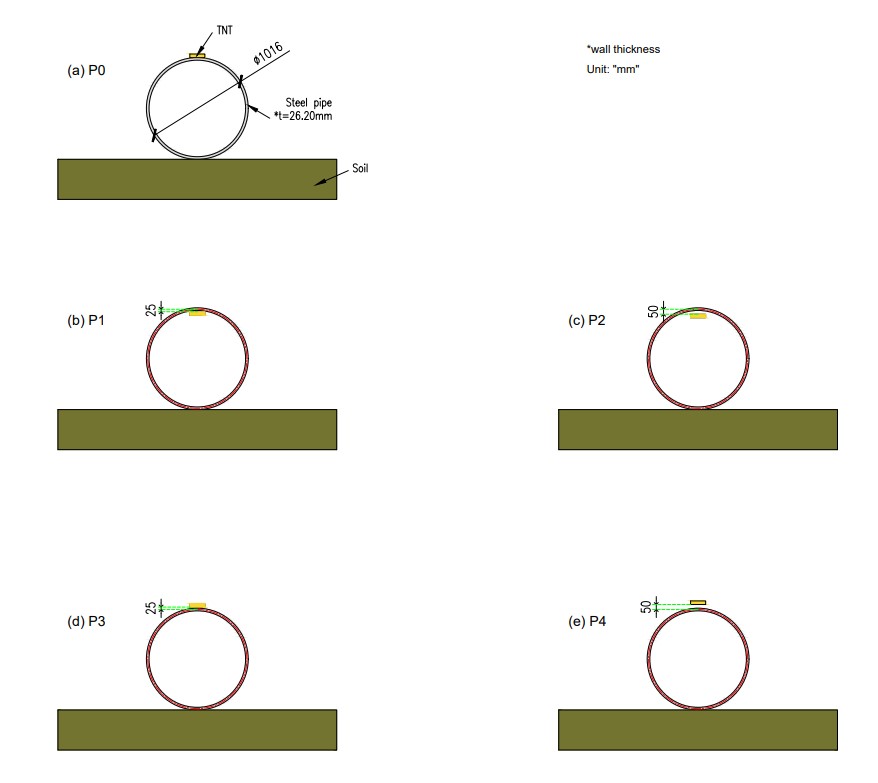 TNT
(a) P0
ϕ1016
*wall thickness
Unit: "mm"
Steel pipe
*t=26.20mm
Soil
(b) P1
25
(c) P2
50
(d) P3
25
(e) P4
50